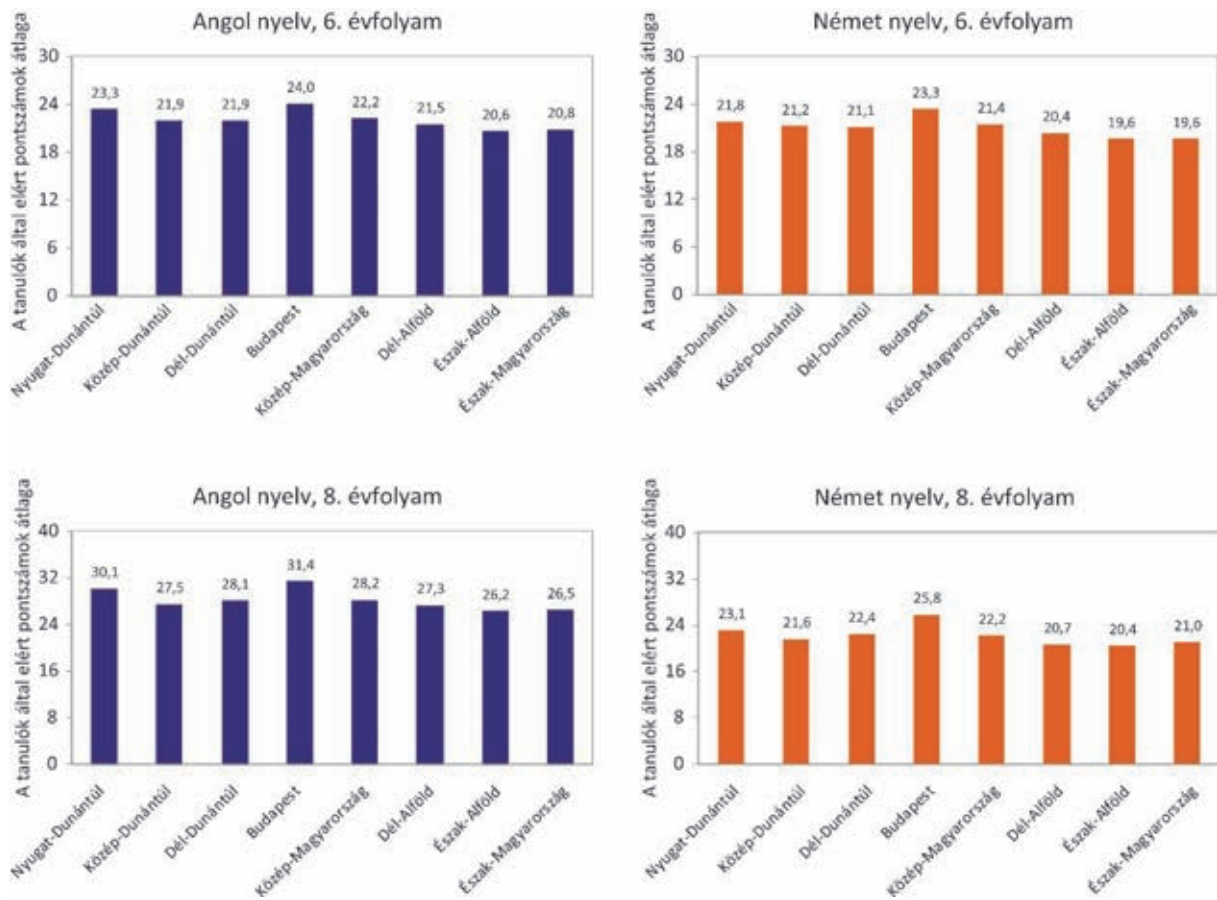 Angol nyelv, 6. évfolyam
A tanulók által elért pontszámok átlaga
30
24
18
12
6
0
23,3
21,9
21,9
24,0
22,2
21,5
20,6
20,8
Nyugat-Dunántúl
Közép-Dunántúl
Dél-Dunántúl
Budapest
Közép-Magyarország
Dél-Alföld
Észak-Alföld
Észak-Magyarország
Német nyelv, 6. évfolyam
A tanulók által elért pontszámok átlaga
30
24
18
12
6
0
21,8
21,2
21,1
23,3
21,4
20,4
19,6
19,6
Nyugat-Dunántúl
Közép-Dunántúl
Dél-Dunántúl
Budapest
Közép-Magyarország
Dél-Alföld
Észak-Alföld
Észak-Magyarország
Angol nyelv, 8. évfolyam
A tanulók által elért pontszámok átlaga
40
32
24
16
8
0
30,1
27,5
28,1
31,4
28,2
27,3
26,2
26,5
Nyugat-Dunántúl
Közép-Dunántúl
Dél-Dunántúl
Budapest
Közép-Magyarország
Dél-Alföld
Észak-Alföld
Észak-Magyarország
Német nyelv, 8. évfolyam
A tanulók által elért pontszámok átlaga
40
32
24
16
8
0
23,1
21,6
22,4
25,8
22,2
20,7
20,4
21,0
Nyugat-Dunántúl
Közép-Dunántúl
Dél-Dunántúl
Budapest
Közép-Magyarország
Dél-Alföld
Észak-Alföld
Észak-Magyarország